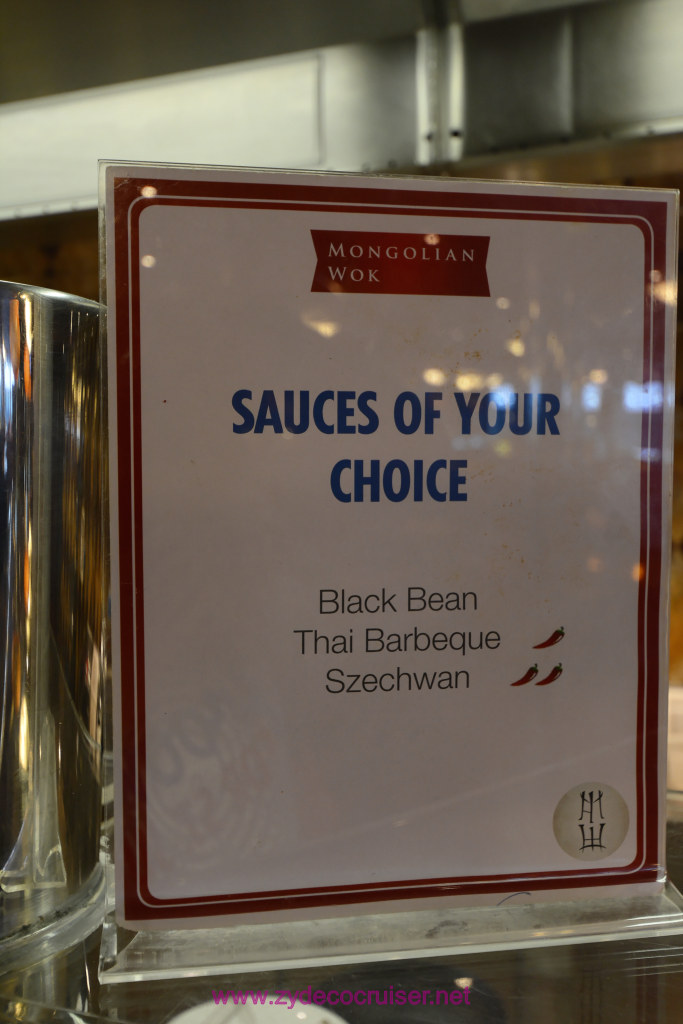 MONGOLIAN
WOK
SAUCES OF YOUR
CHOICE
Black Bean
Thai Barbeque
Szechwan
www.zydecocruiser.net